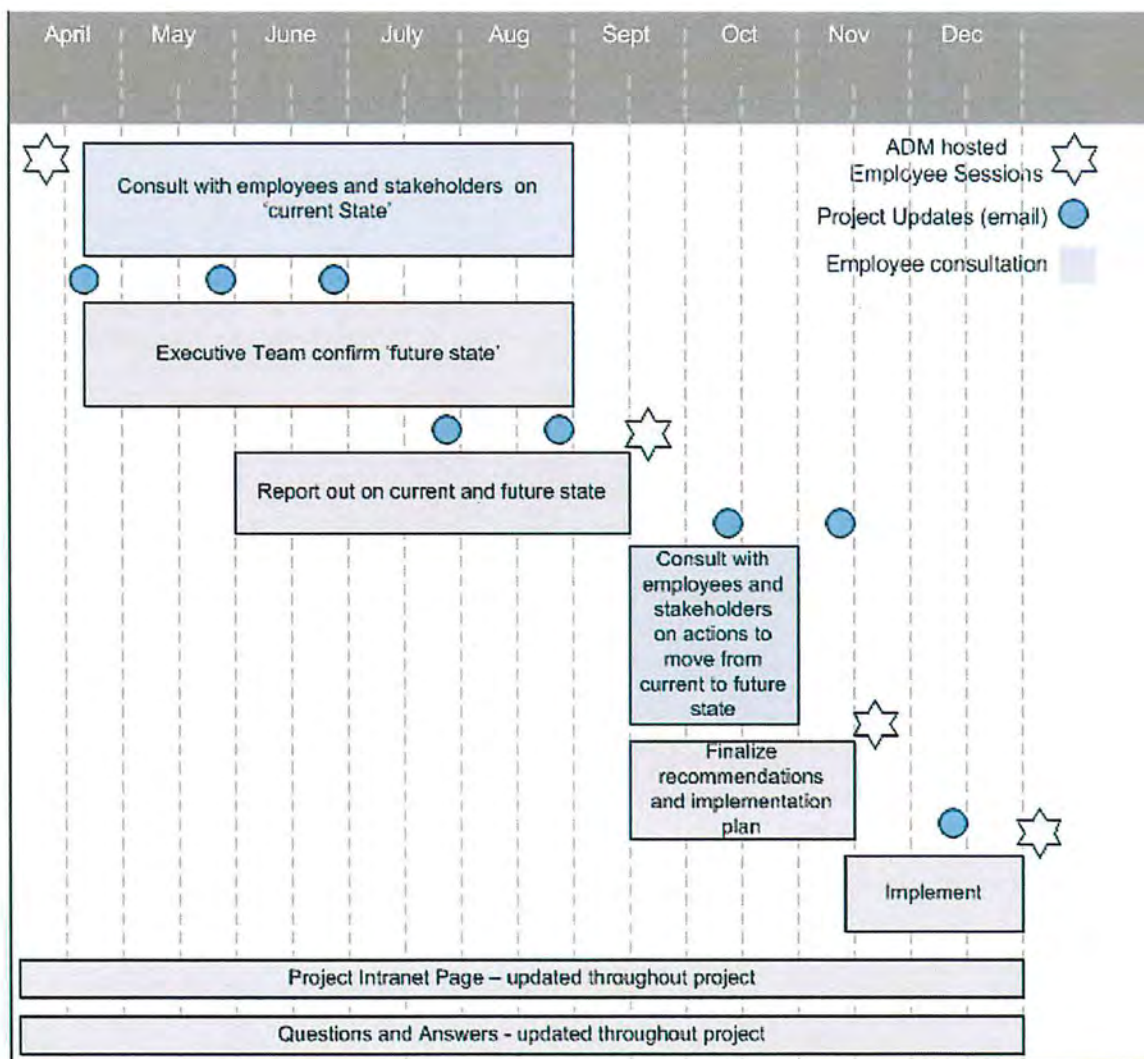 April May June July Aug Sept Oct Nov Dec
ADM hosted
Employee Sessions
Project Updates (email)
Employee consultation
Consult with employees and stakeholders on
'current State'
Executive Team confirm 'future state'
Report out on current and future state
Consult with
employees and
stakeholders
on actions to
move from
current to future
state
Finalize
recommendations
and implementation
plan
Implement
Project Intranet Page – updated throughout project
Questions and Answers - updated throughout project